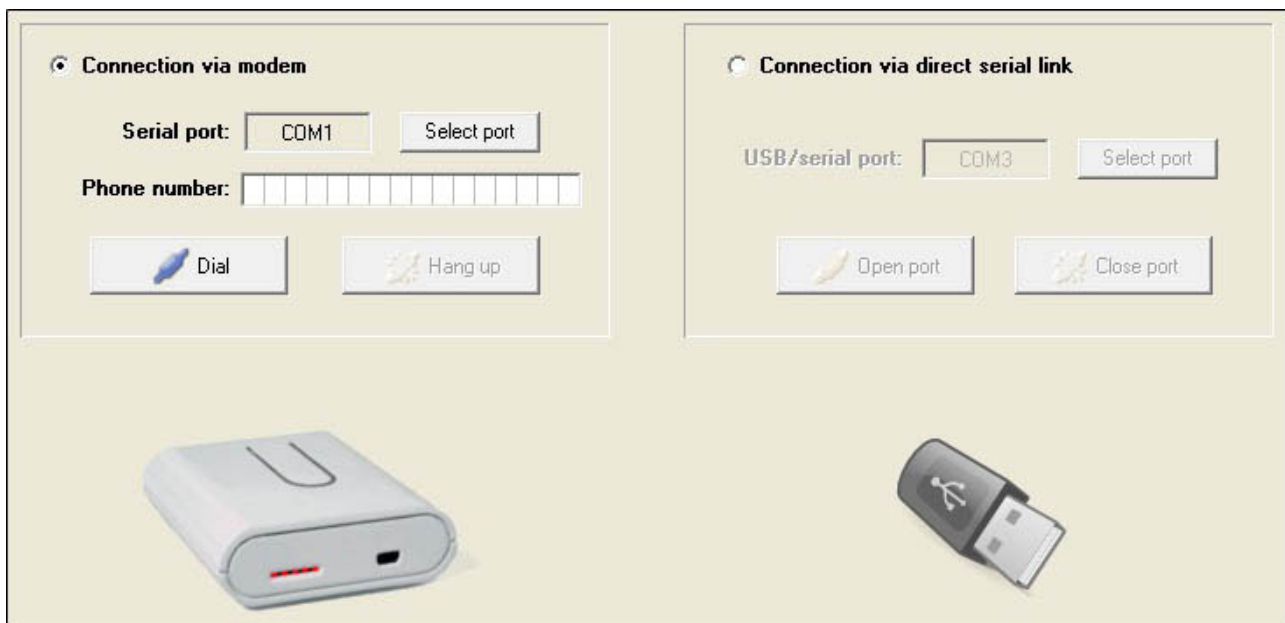 Connection via modem
Serial port: COM1 Select port
Phone number:
Dial Hang up
Connection via direct serial link
USB/serial port: COM3 Select port
Open port Close port